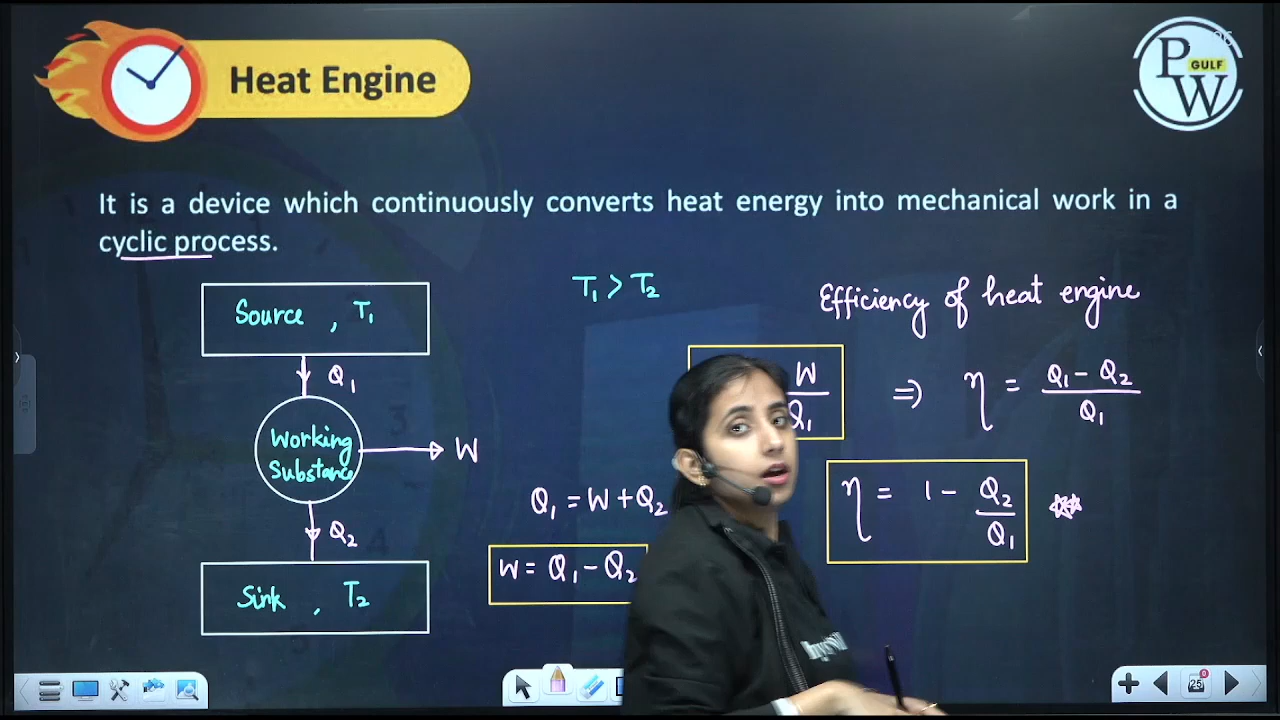 Heat Engine
P
GULF
W
It is a device which continuously converts heat energy into mechanical work in a
cyclic process.
T₁ > T₂
Efficiency of heat engine
Source , T₁
Q₁
W
Q₁
⇒ η = Q₁ - Q₂
Q₁
Working
Substance
W
Q₁ = W + Q₂
η = 1 - Q₂
Q₁
Q₂
W = Q₁ - Q₂
Sink , T₂
25